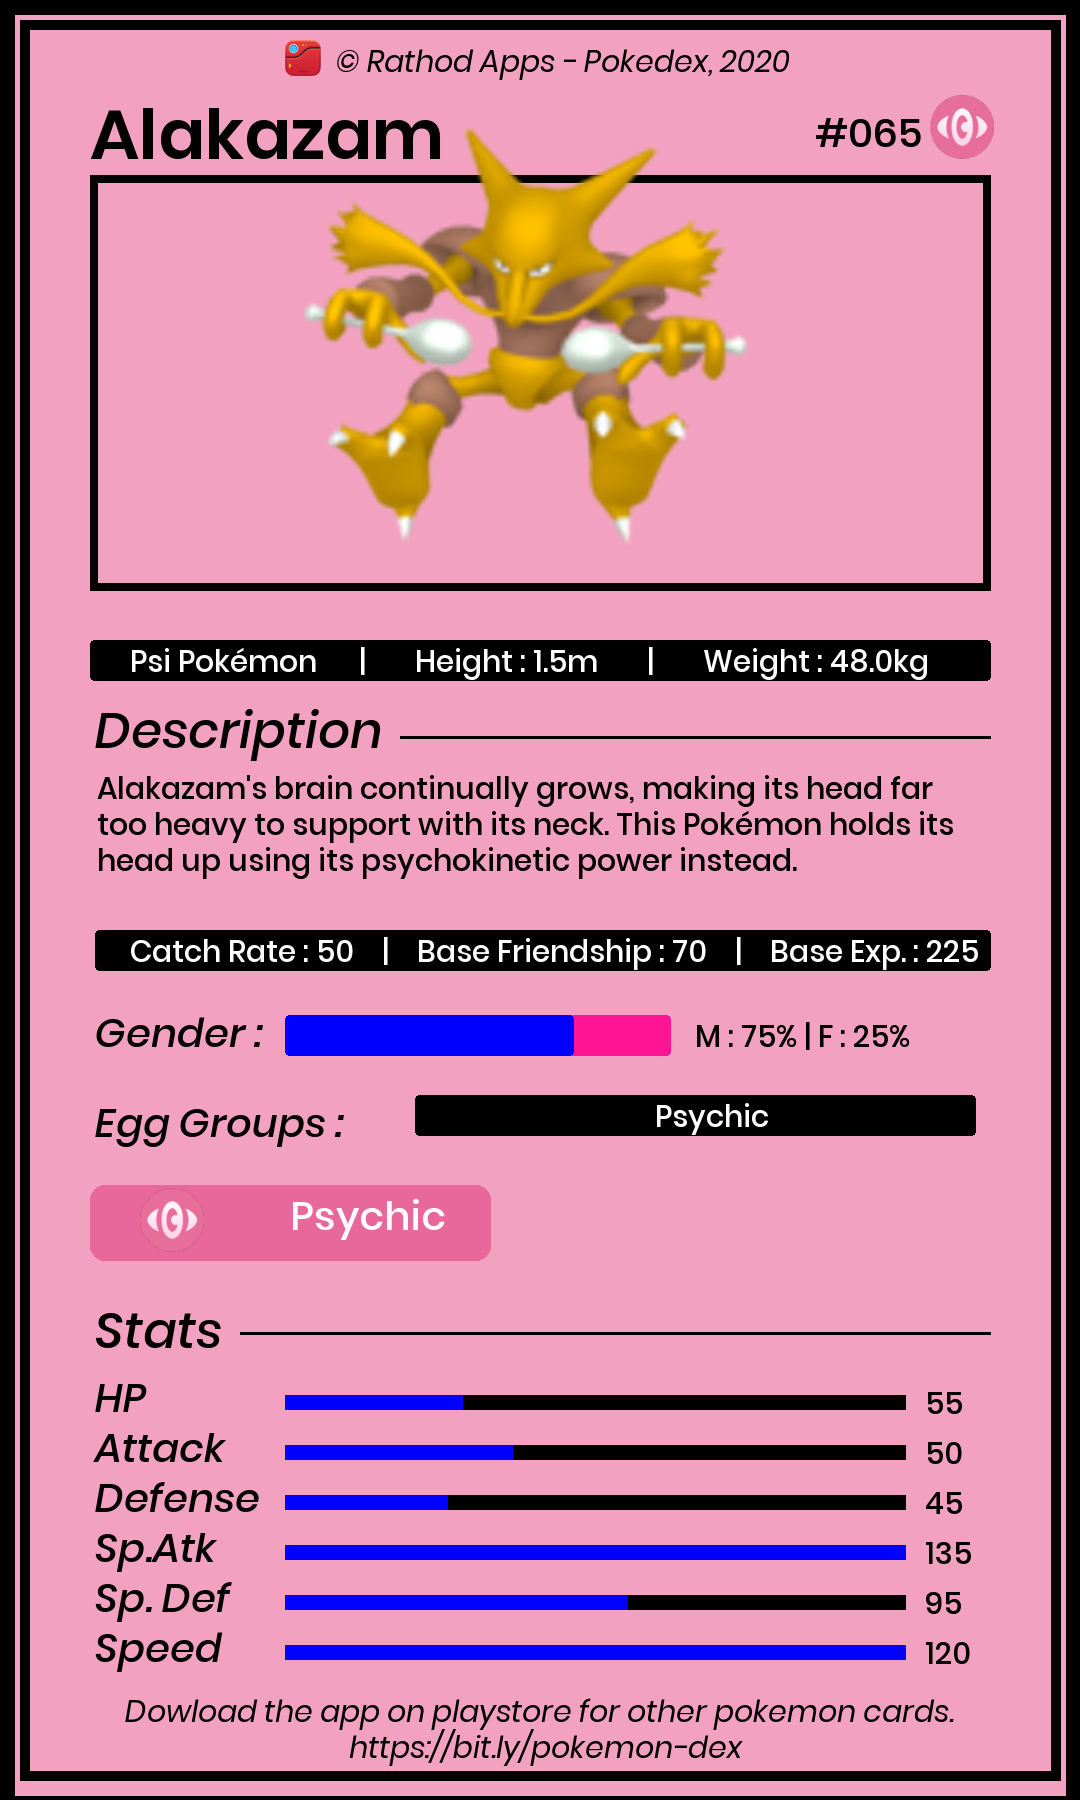 © Rathod Apps - Pokedex, 2020
Alakazam #065
Psi Pokémon | Height : 1.5m | Weight : 48.0kg
Description
Alakazam's brain continually grows, making its head far
too heavy to support with its neck. This Pokémon holds its
head up using its psychokinetic power instead.
Catch Rate : 50 | Base Friendship : 70 | Base Exp. : 225
Gender : M : 75% | F : 25%
Egg Groups : Psychic
Psychic
Stats
HP 55
Attack 50
Defense 45
Sp.Atk 135
Sp. Def 95
Speed 120
Dowload the app on playstore for other pokemon cards.
https://bit.ly/pokemon-dex